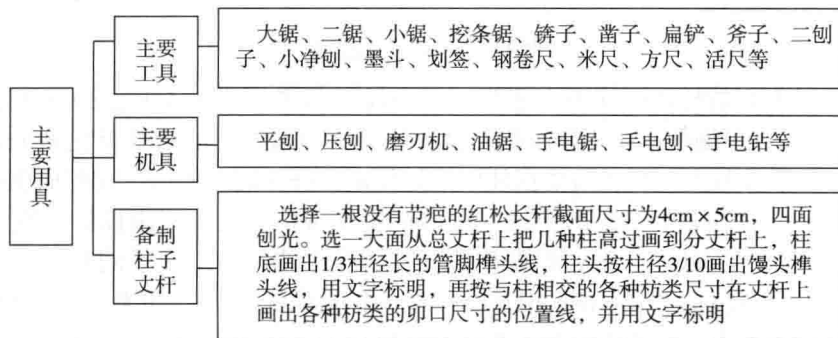 主要用具
主要
工具
大锯、二锯、小锯、挖条锯、锛子、凿子、扁铲、斧子、二刨
子、小净刨、墨斗、划签、钢卷尺、米尺、方尺、活尺等
主要
机具
平刨、压刨、磨刃机、油锯、手电锯、手电刨、手电钻等
备制
柱子
丈杆
选择一根没有节疤的红松长杆截面尺寸为4cm×5cm，四面
刨光。选一大面从总丈杆上把几种柱高过画到分丈杆上，柱
底画出1/3柱径长的管脚榫头线，柱头按柱径3/10画出馒头榫
头线，用文字标明，再按与柱相交的各种枋类尺寸在丈杆上
画出各种枋类的卯口尺寸的位置线，并用文字标明